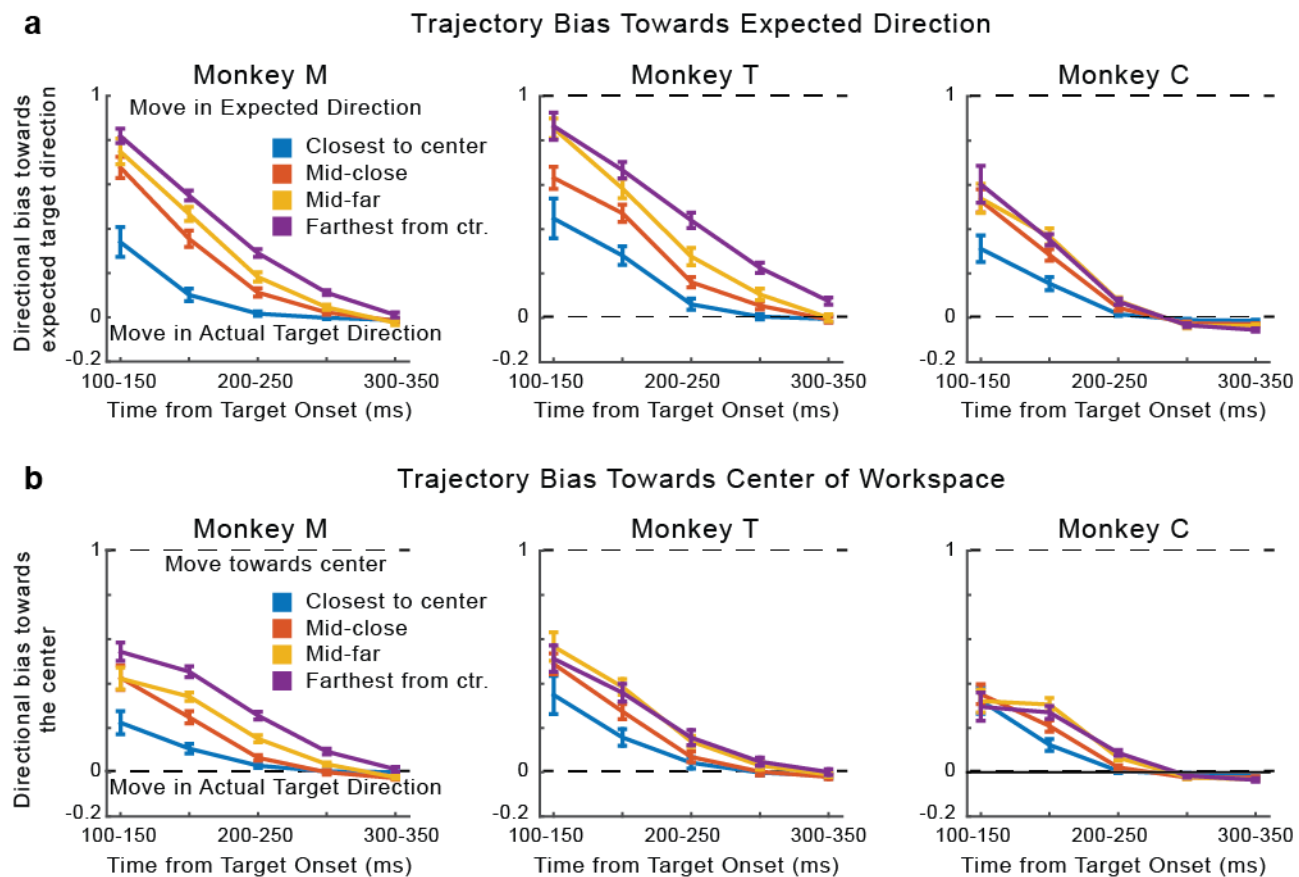 a
Trajectory Bias Towards Expected Direction
Monkey M
Monkey T
Monkey C
Directional bias towards
expected target direction
1
0
-0.2
Move in Expected Direction
Closest to center
Mid-close
Mid-far
Farthest from ctr.
Move in Actual Target Direction
100-150 200-250 300-350
Time from Target Onset (ms)
1
0
-0.2
100-150 200-250 300-350
Time from Target Onset (ms)
1
0
-0.2
100-150 200-250 300-350
Time from Target Onset (ms)
b
Trajectory Bias Towards Center of Workspace
Monkey M
Monkey T
Monkey C
Directional bias towards
the center
1
0
-0.2
Move towards center
Closest to center
Mid-close
Mid-far
Farthest from ctr.
Move in Actual Target Direction
100-150 200-250 300-350
Time from Target Onset (ms)
1
0
-0.2
100-150 200-250 300-350
Time from Target Onset (ms)
1
0
-0.2
100-150 200-250 300-350
Time from Target Onset (ms)